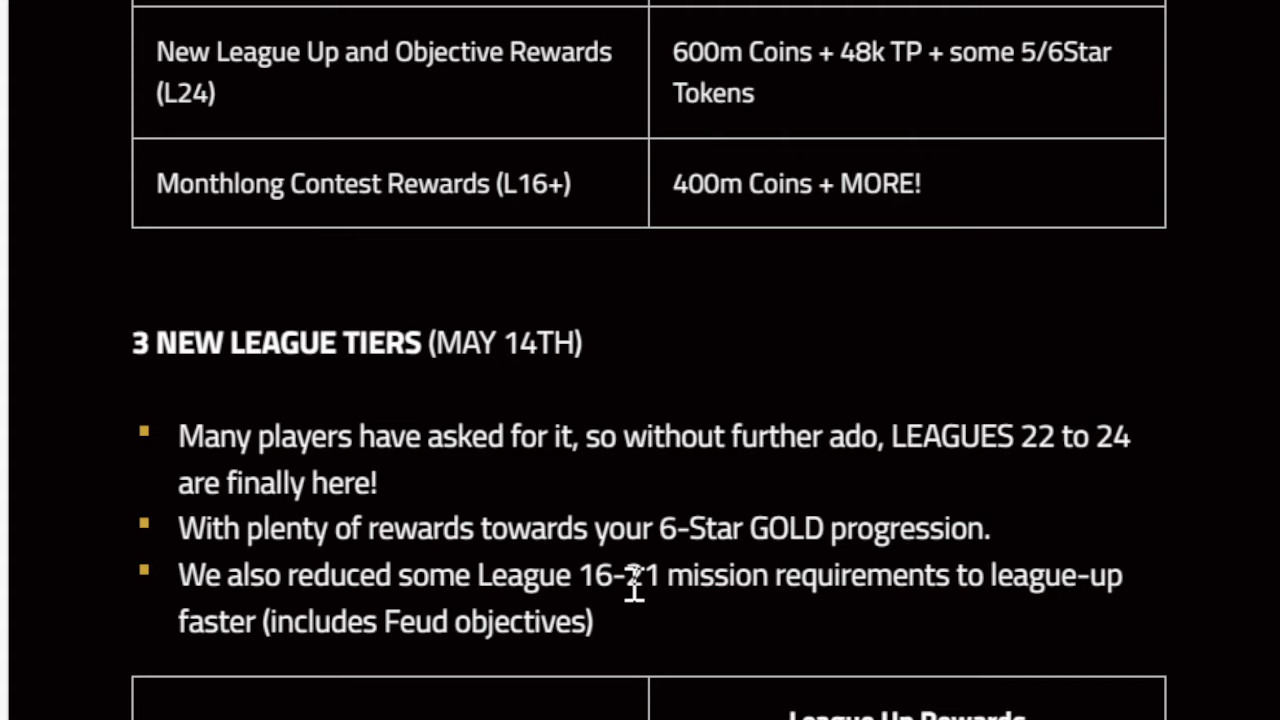 New League Up and Objective Rewards
(L24)
600m Coins + 48k TP + some 5/6Star
Tokens
Monthlong Contest Rewards (L16+)
400m Coins + MORE!
3 NEW LEAGUE TIERS (MAY 14TH)
Many players have asked for it, so without further ado, LEAGUES 22 to 24
are finally here!
With plenty of rewards towards your 6-Star GOLD progression.
We also reduced some League 16-21 mission requirements to league-up
faster (includes Feud objectives)
League Up Rewards